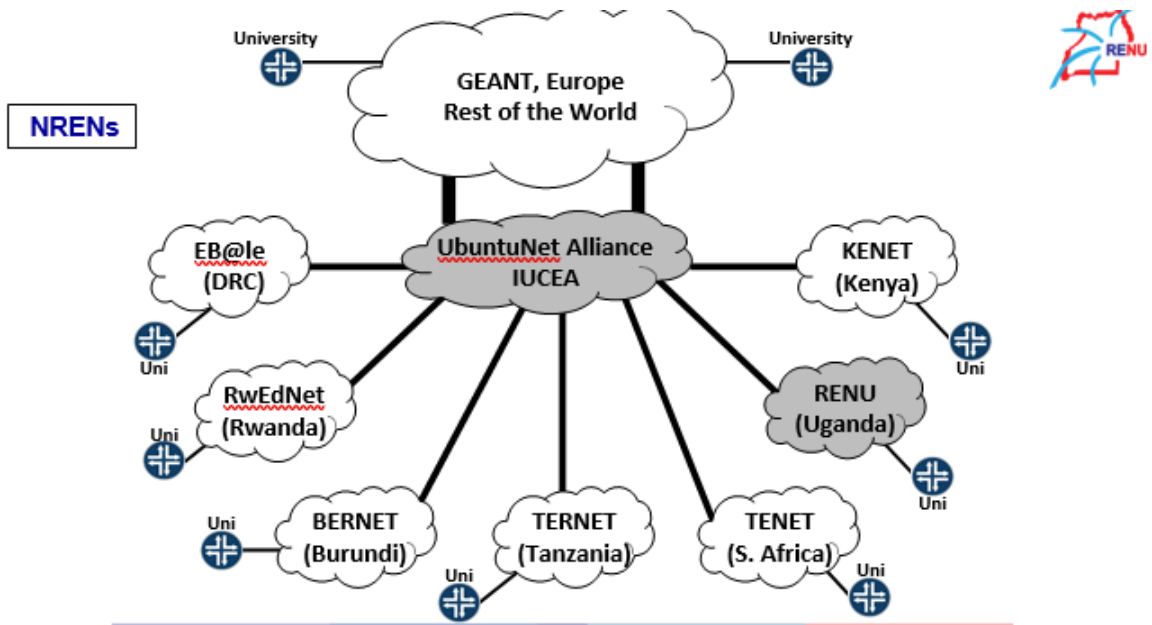 University
University
GEANT, Europe
Rest of the World
RENU
NRENs
EB@le
(DRC)
UbuntuNet Alliance
IUCEA
KENET
(Kenya)
Uni
Uni
RwEdNet
(Rwanda)
Uni
RENU
(Uganda)
Uni
BERNET
(Burundi)
Uni
TERNET
(Tanzania)
Uni
TENET
(S. Africa)
Uni